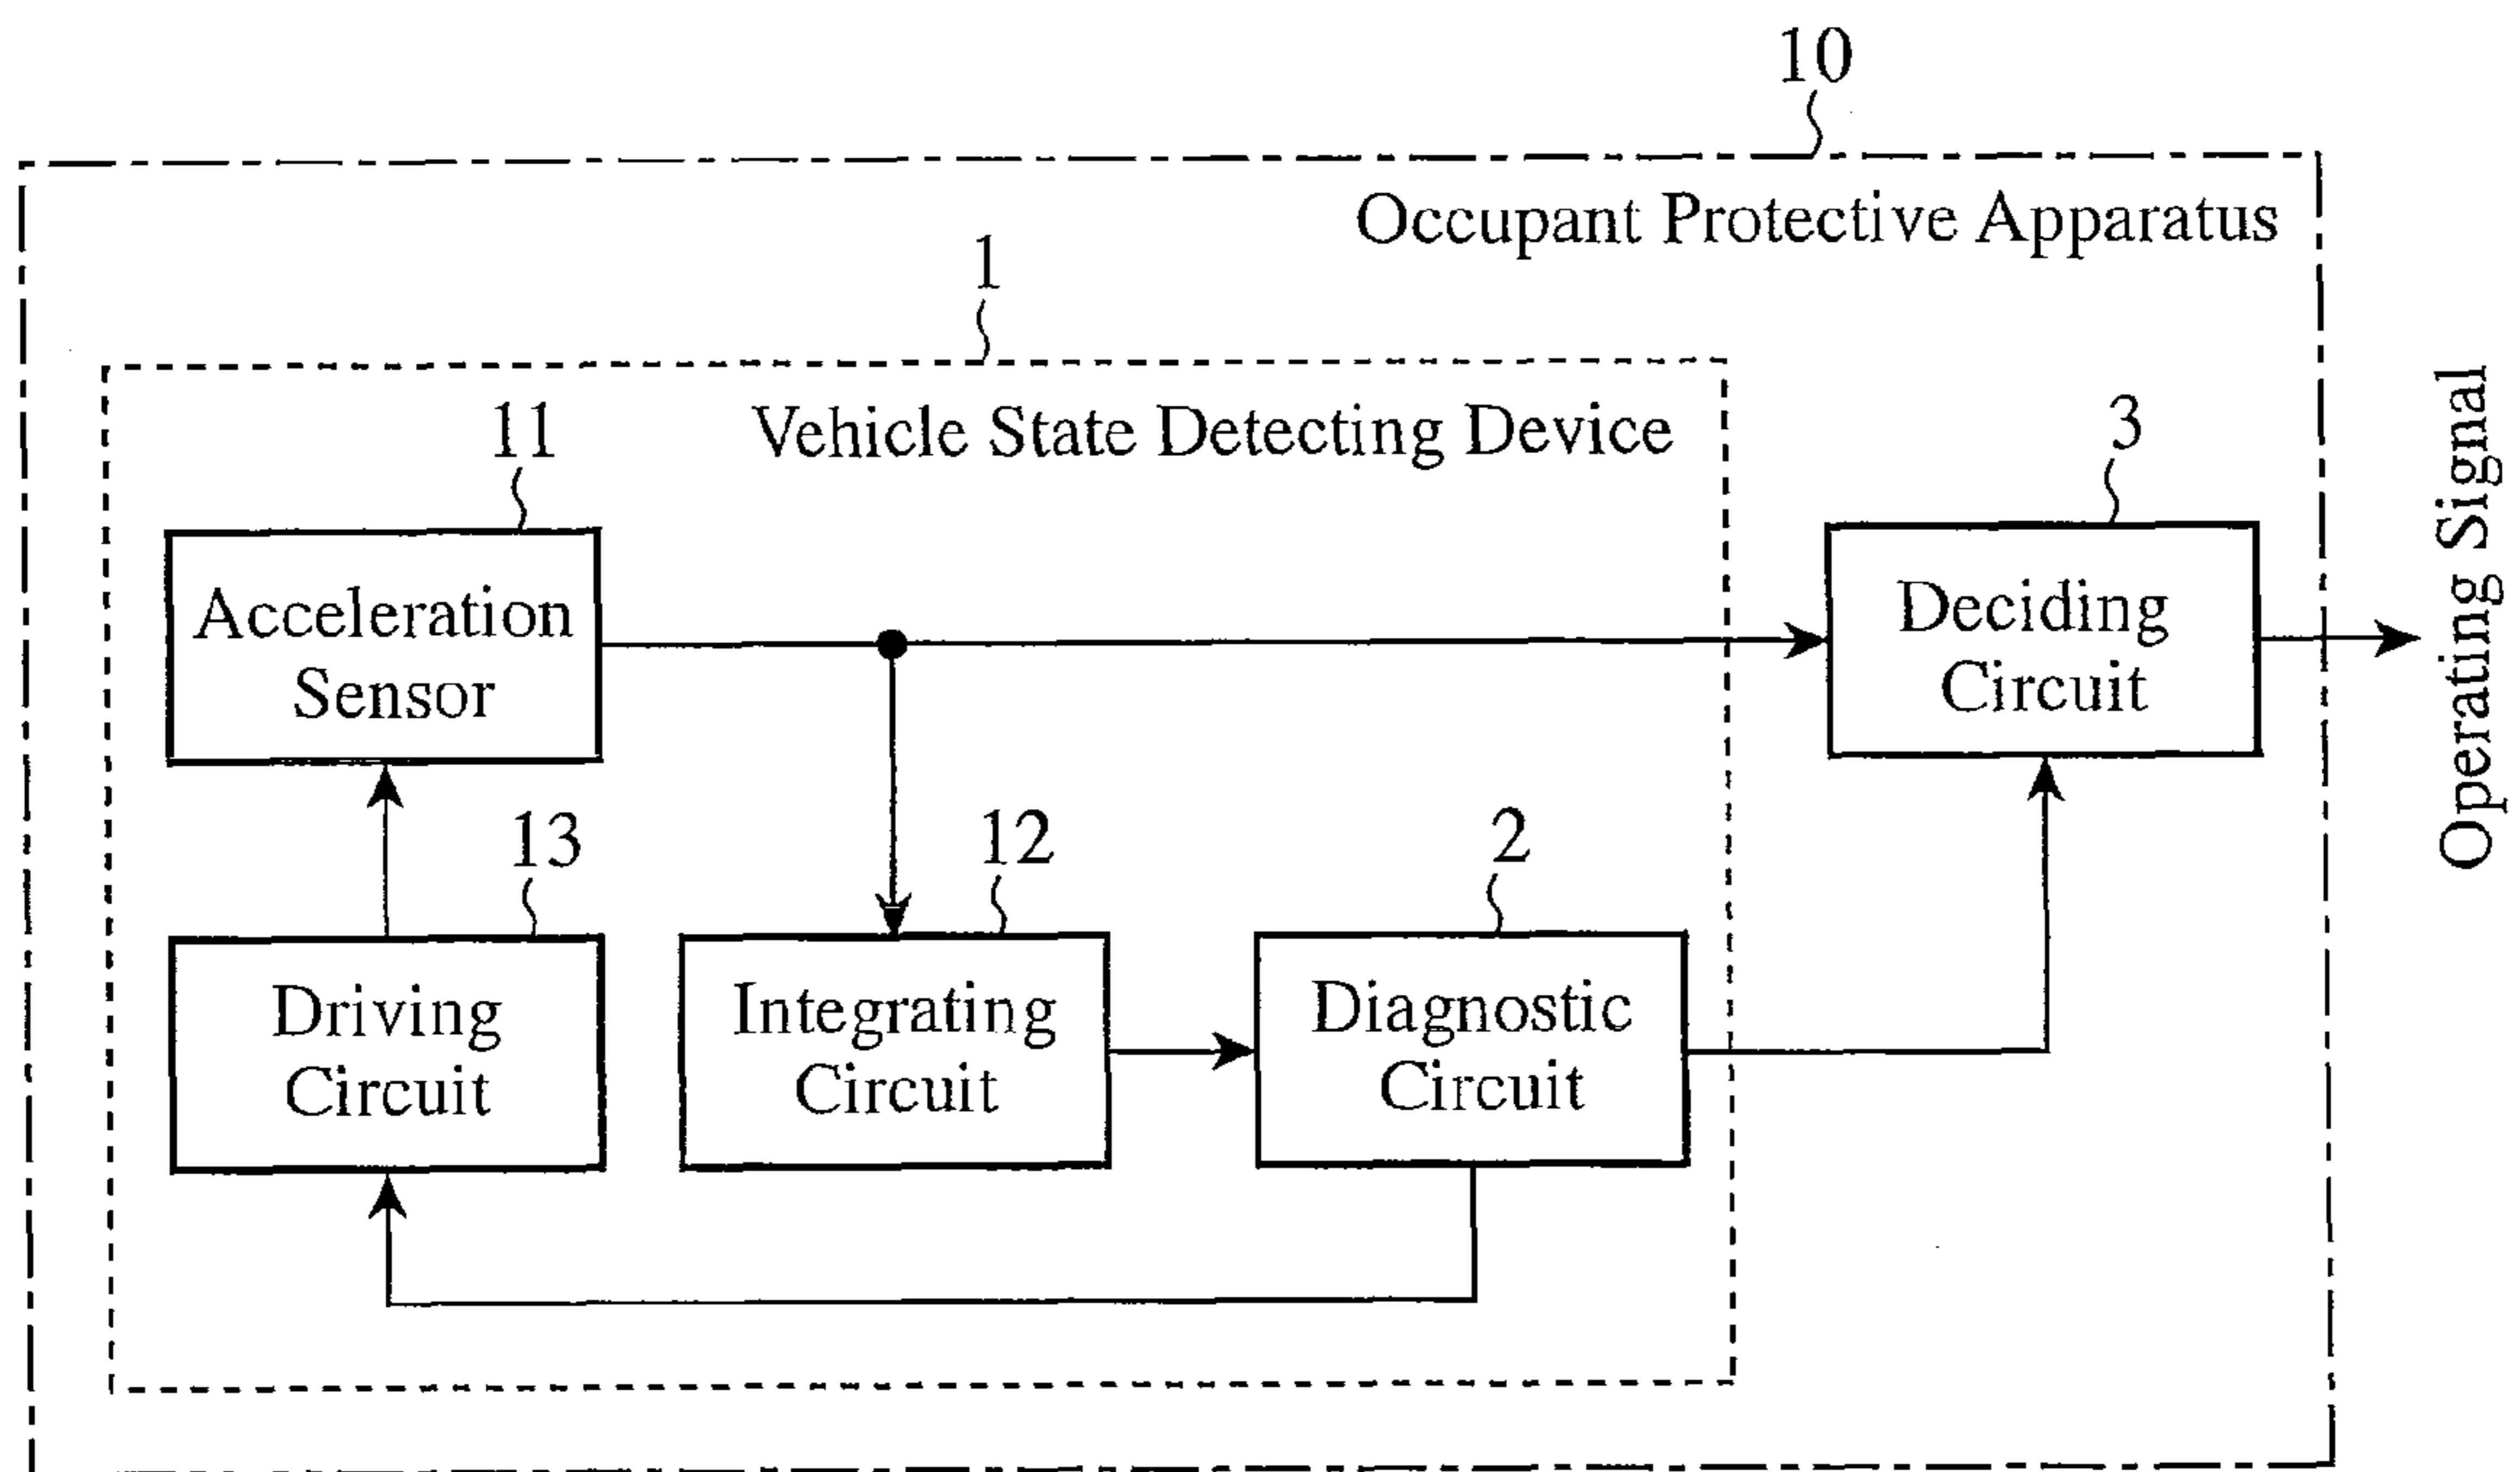 10
Occupant Protective Apparatus
1
Vehicle State Detecting Device
11
Acceleration
Sensor
3
Deciding
Circuit
Operating Signal
13
Driving
Circuit
12
Integrating
Circuit
2
Diagnostic
Circuit